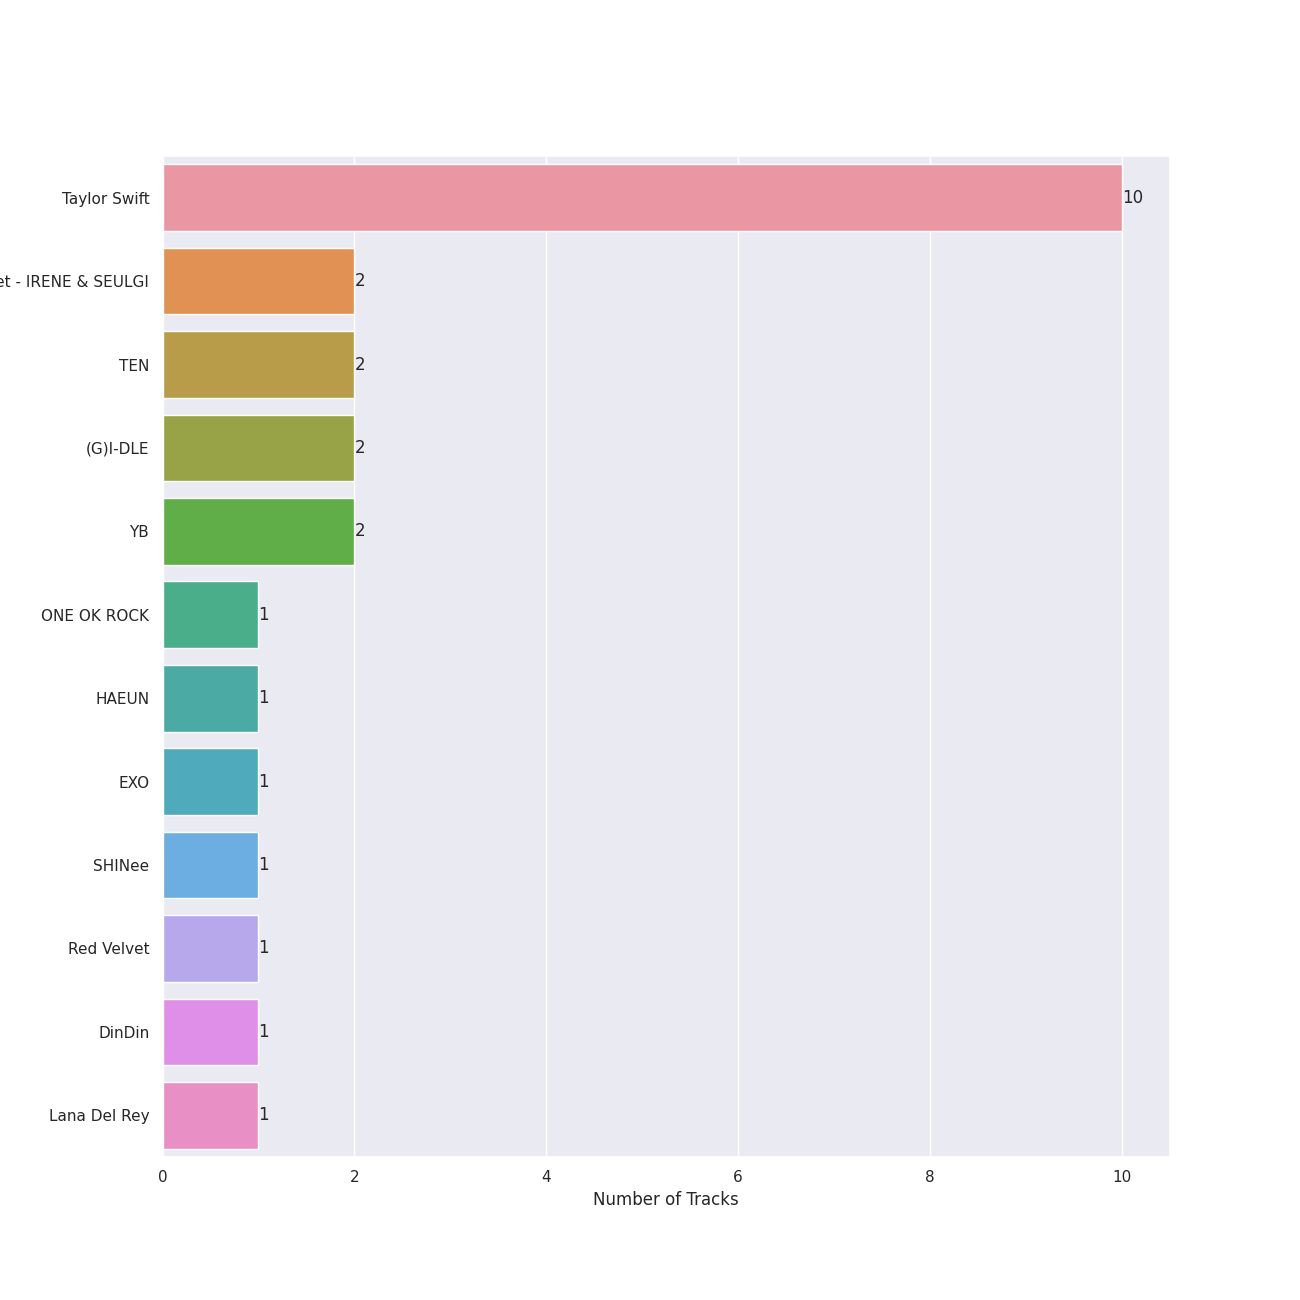 Taylor Swift
10
et - IRENE & SEULGI
2
TEN
2
(G)I-DLE
2
YB
2
ONE OK ROCK
1
HAEUN
1
EXO
1
SHINee
1
Red Velvet
1
DinDin
1
Lana Del Rey
1
0 2 4 6 8 10
Number of Tracks